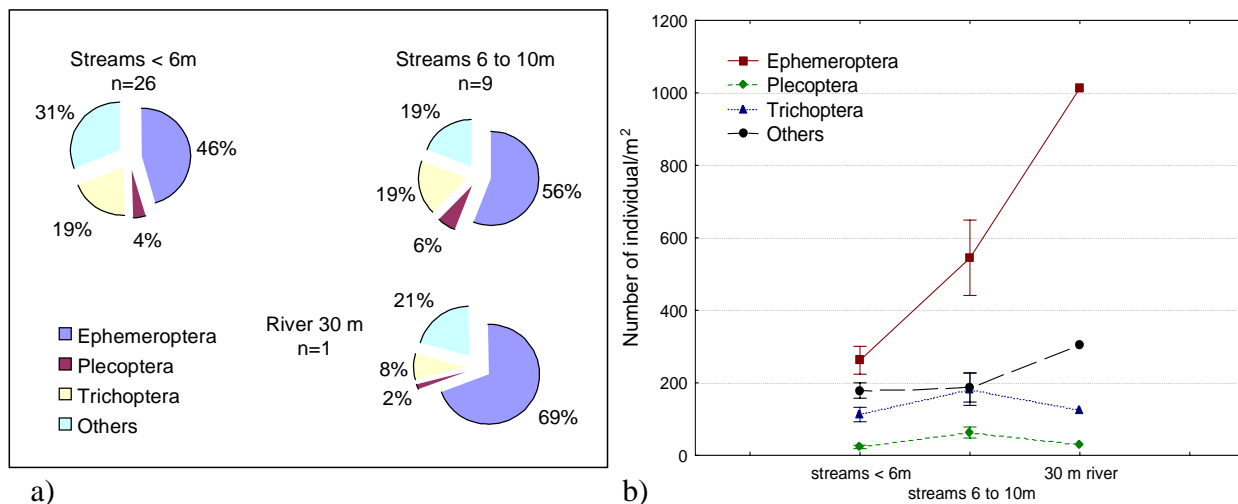 Streams < 6m
n=26
31%
46%
19%
4%
Streams 6 to 10m
n=9
19%
19%
56%
6%
River 30 m
n=1
21%
8%
2%
69%
Ephemeroptera
Plecoptera
Trichoptera
Others
a)
Number of individual/m²
1200
1000
800
600
400
200
0
Ephemeroptera
Plecoptera
Trichoptera
Others
streams < 6m
30 m river
streams 6 to 10m
b)